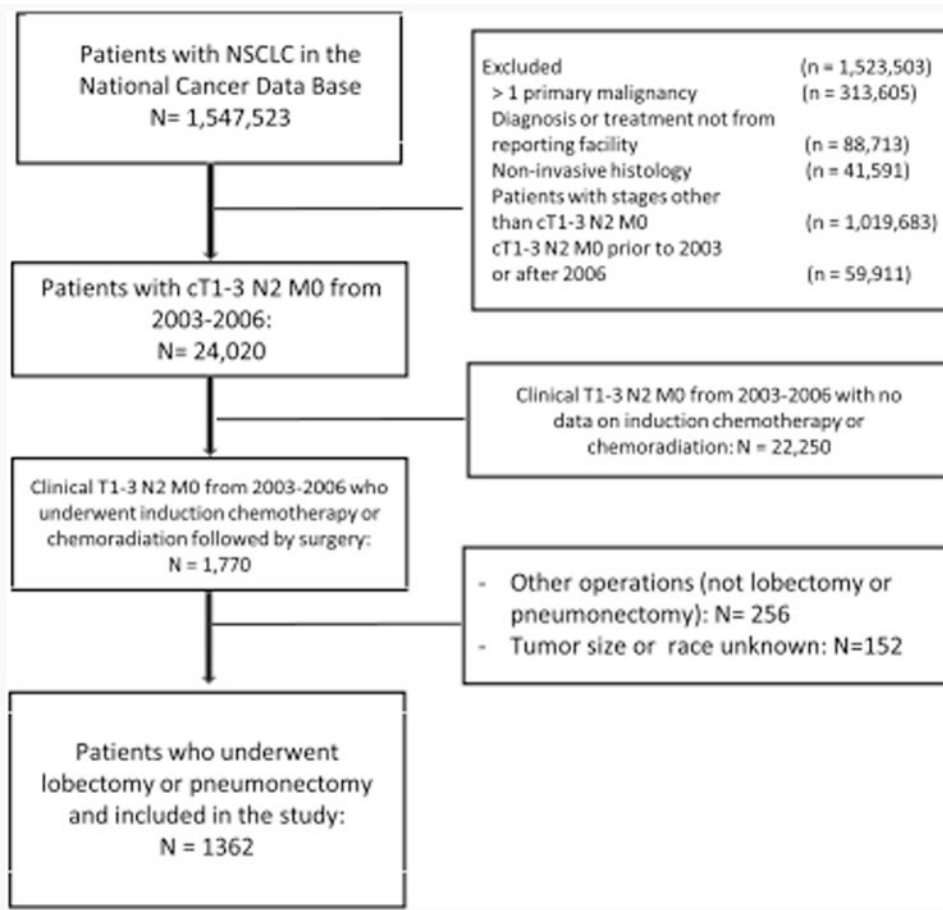 Patients with NSCLC in the
National Cancer Data Base
N= 1,547,523
Excluded (n = 1,523,503)
> 1 primary malignancy (n = 313,605)
Diagnosis or treatment not from
reporting facility (n = 88,713)
Non-invasive histology (n = 41,591)
Patients with stages other
than cT1-3 N2 M0 (n = 1,019,683)
cT1-3 N2 M0 prior to 2003
or after 2006 (n = 59,911)
Patients with cT1-3 N2 M0 from
2003-2006:
N= 24,020
Clinical T1-3 N2 M0 from 2003-2006 with no
data on induction chemotherapy or
chemoradiation: N = 22,250
Clinical T1-3 N2 M0 from 2003-2006 who
underwent induction chemotherapy or
chemoradiation followed by surgery:
N = 1,770
- Other operations (not lobectomy or
pneumonectomy): N= 256
- Tumor size or race unknown: N=152
Patients who underwent
lobectomy or pneumonectomy
and included in the study:
N = 1362